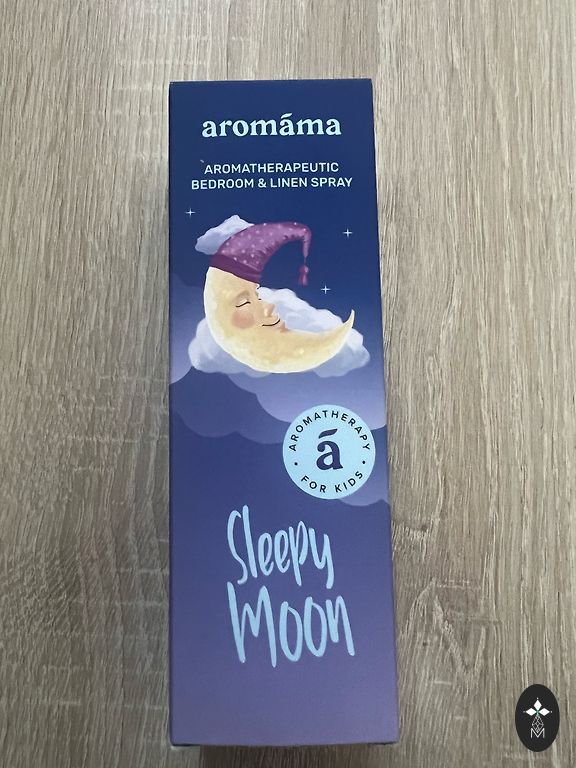 aromáma
AROMATHERAPEUTIC
BEDROOM & LINEN SPRAY
AROMATHERAPY
á
FOR KIDS
Sleepy
Moon
M